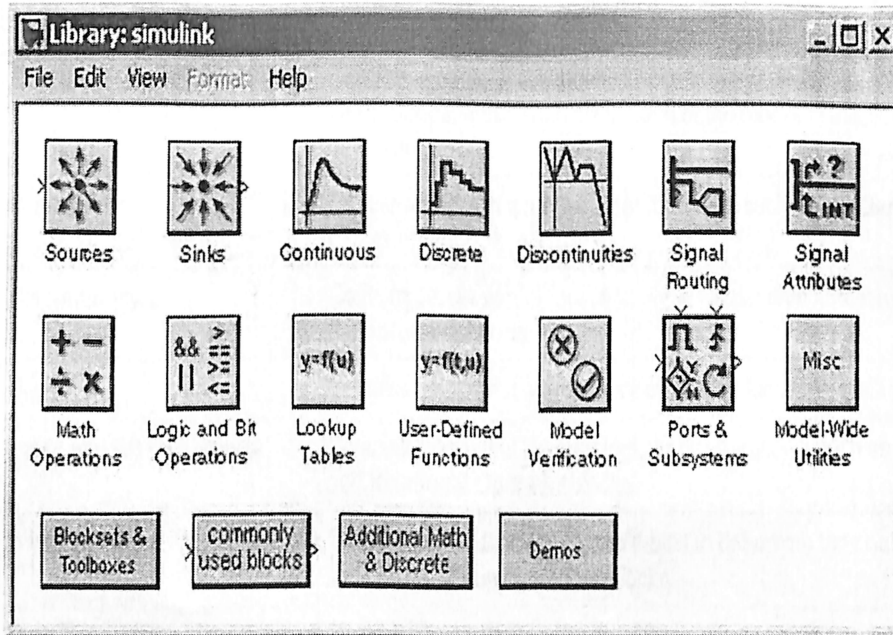 Library: simulink
File Edit View Format Help
Sources Sinks Continuous Discrete Discontinuities Signal Routing Signal Attributes
&& || > == >= <= y=f(u) y=f(t,u) Misc
Math Operations Logic and Bit Operations Lookup Tables User-Defined Functions Model Verification Ports & Subsystems Model-Wide Utilities
Blocksets & Toolboxes commonly used blocks Additional Math & Discrete Demos
? INT